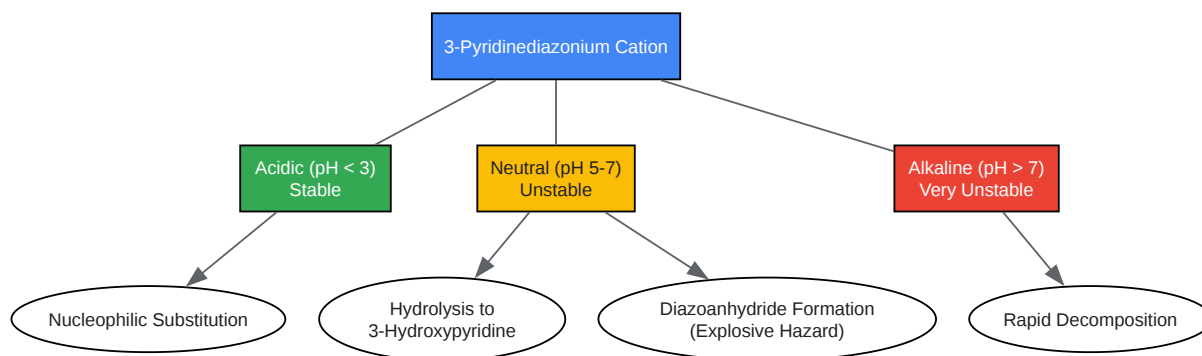 3-Pyridinediazonium Cation
Acidic (pH < 3)
Stable
Neutral (pH 5-7)
Unstable
Alkaline (pH > 7)
Very Unstable
Nucleophilic Substitution
Hydrolysis to
3-Hydroxypyridine
Diazoanhydride Formation
(Explosive Hazard)
Rapid Decomposition